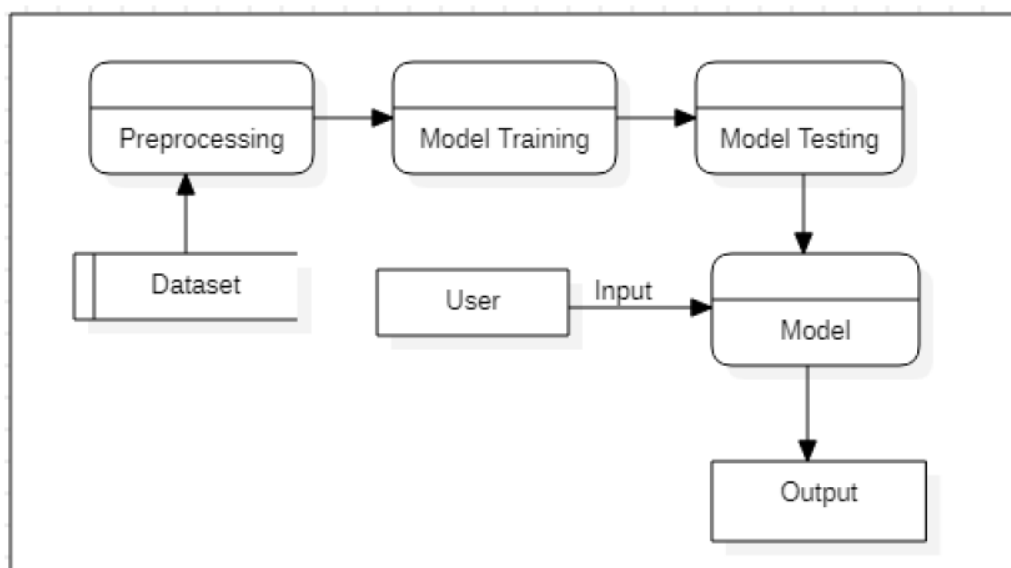 Preprocessing
Model Training
Model Testing
Dataset
User
Input
Model
Output